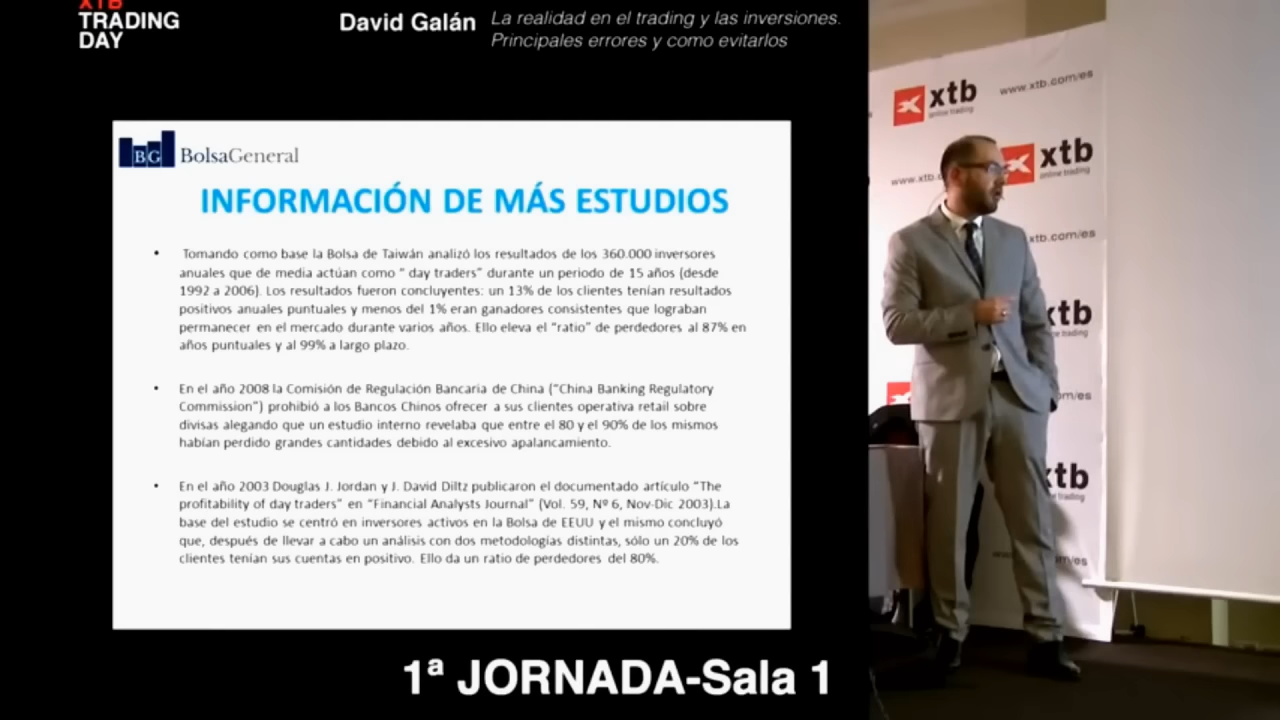 XTB
TRADING
DAY
David Galán
La realidad en el trading y las inversiones.
Principales errores y como evitarlos
BG BolsaGeneral
INFORMACIÓN DE MÁS ESTUDIOS
• Tomando como base la Bolsa de Taiwán analizó los resultados de los 360.000 inversores
anuales que de media actúan como " day traders" durante un periodo de 15 años (desde
1992 a 2006). Los resultados fueron concluyentes: un 13% de los clientes tenían resultados
positivos anuales puntuales y menos del 1% eran ganadores consistentes que lograban
permanecer en el mercado durante varios años. Ello eleva el "ratio" de perdedores al 87% en
años puntuales y al 99% a largo plazo.
• En el año 2008 la Comisión de Regulación Bancaria de China ("China Banking Regulatory
Commission") prohibió a los Bancos Chinos ofrecer a sus clientes operativa retail sobre
divisas alegando que un estudio interno revelaba que entre el 80 y el 90% de los mismos
habían perdido grandes cantidades debido al excesivo apalancamiento.
• En el año 2003 Douglas J. Jordan y J. David Diltz publicaron el documentado artículo "The
profitability of day traders" en "Financial Analysts Journal" (Vol. 59, Nº 6, Nov-Dic 2003).La
base del estudio se centró en inversores activos en la Bolsa de EEUU y el mismo concluyó
que, después de llevar a cabo un análisis con dos metodologías distintas, sólo un 20% de los
clientes tenían sus cuentas en positivo. Ello da un ratio de perdedores del 80%.
1ª JORNADA-Sala 1
xtb
online trading
www.xtb.com/es
xtb
online trading
www.xtb.c
xtb.com/es
xtb
ne trading
om/es
xtb
ne trading
m/es